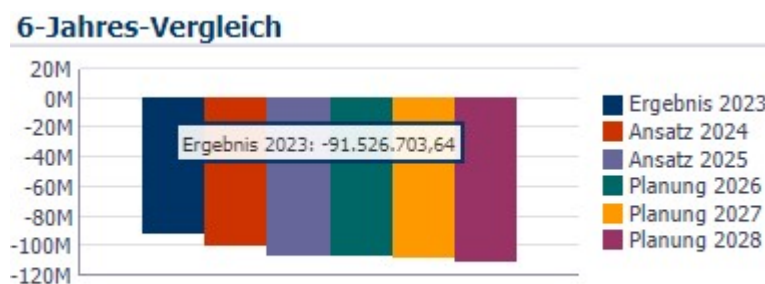 6-Jahres-Vergleich
20M
0M
-20M
-40M
-60M
-80M
-100M
-120M
Ergebnis 2023: -91.526.703,64
Ergebnis 2023
Ansatz 2024
Ansatz 2025
Planung 2026
Planung 2027
Planung 2028